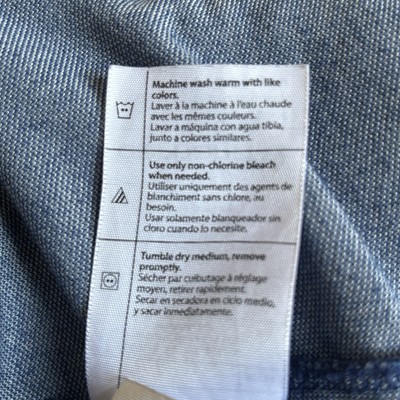 Machine wash warm with like
colors.
Laver à la machine à l'eau chaude
avec les mêmes couleurs.
Lavar a máquina con agua tibia,
junto a colores similares.
Use only non-chlorine bleach
when needed.
Utiliser uniquement des agents de
blanchiment sans chlore, au
besoin.
Usar solamente blanqueador sin
cloro cuando lo necesite.
Tumble dry medium, remove
promptly.
Sécher par culbutage à réglage
moyen, retirer rapidement.
Secar en secadora en ciclo medio,
y sacar inmediatamente.